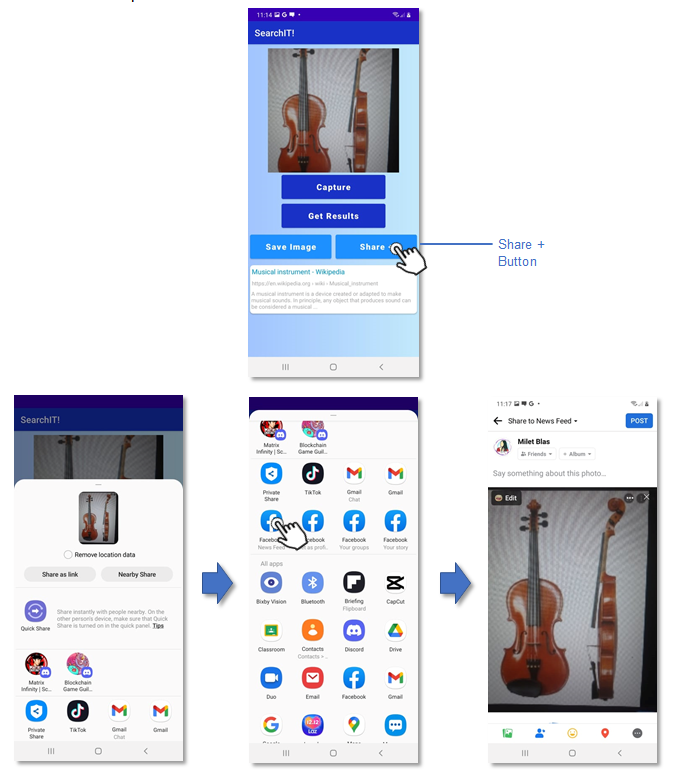 11:14
SearchIT!
Capture
Get Results
Save Image
Share +
Share +
Button
Musical instrument - Wikipedia
https://en.wikipedia.org › wiki › Musical_instrument
A musical instrument is a device created or adapted to make
musical sounds. In principle, any object that produces sound can
be considered a musical ...
SearchIT!
Remove location data
Share as link
Nearby Share
Quick Share
Share instantly with people nearby. On the
other person's device, make sure that Quick
Share is turned on in the quick panel. Tips
Matrix
Infinity | Sc...
Blockchain
Game Guil...
Private
Share
TikTok
Gmail
Chat
Gmail
Matrix
Infinity | Sc...
Blockchain
Game Guil...
Private
Share
TikTok
Gmail
Chat
Gmail
Facebook
News Feed
Facebook
Your groups
Facebook
Your story
All apps
Bixby Vision
Bluetooth
Briefing
Flipboard
CapCut
Classroom
Contacts
Contacts + ...
Discord
Drive
Duo
Email
Facebook
Gmail
12.12
11:17
Share to News Feed
POST
Milet Blas
Friends
+ Album
Say something about this photo...
Edit